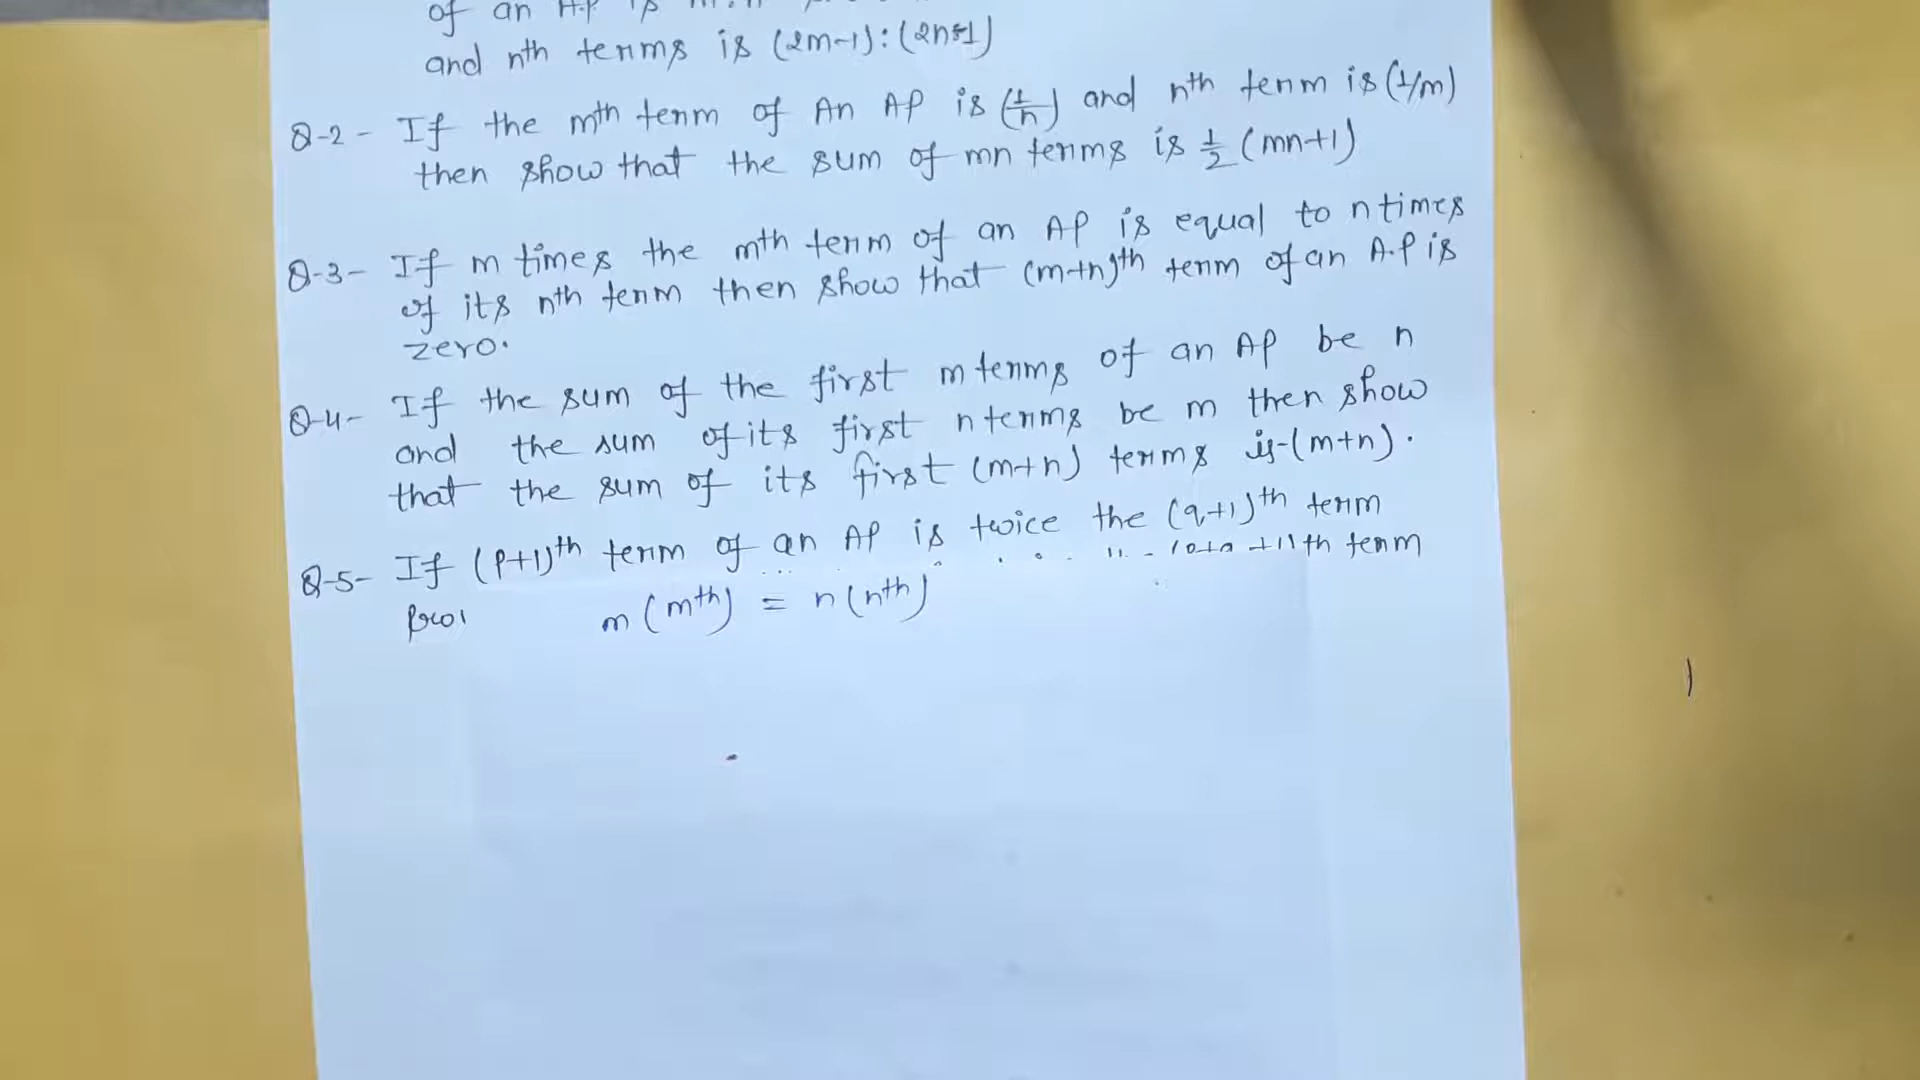 of an A.P is
and nth terms is (2m-1):(2n-1)
Q-2- If the mth term of An AP is (1/n) and nth term is (1/m)
then show that the sum of mn terms is 1/2 (mn+1)
Q-3- If m times the mth term of an AP is equal to n times
of its nth term then show that (m+n)th term of an A.P is
zero.
Q-4- If the sum of the first m terms of an AP be n
and the sum of its first n terms be m then show
that the sum of its first (m+n) terms is -(m+n).
Q-5- If (p+1)th term of an AP is twice the (q+1)th term
th term
m (mth) = n (nth)